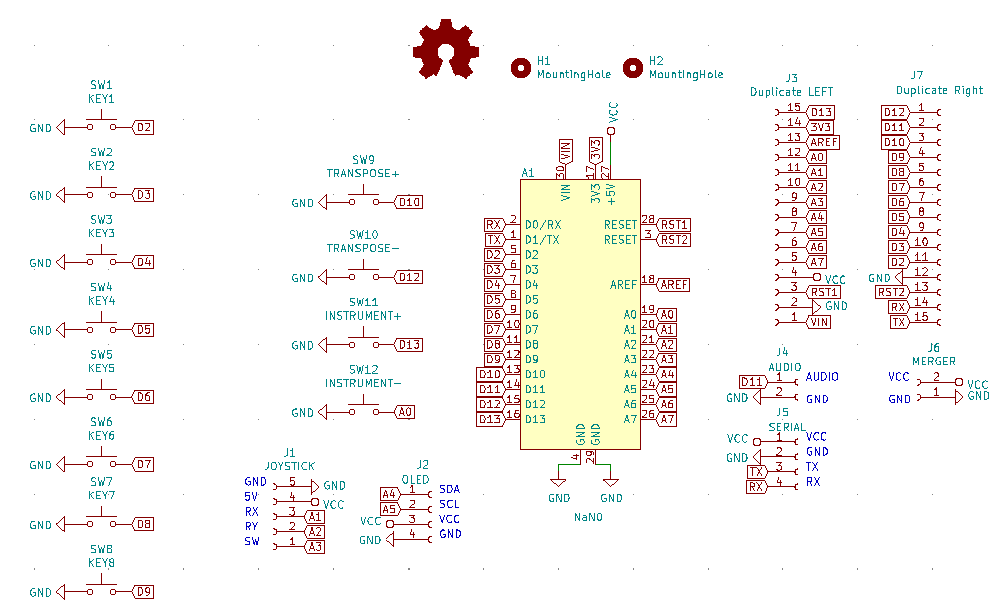 SW1
KEY1
GND
D2
SW2
KEY2
GND
D3
SW3
KEY3
GND
D4
SW4
KEY4
GND
D5
SW5
KEY5
GND
D6
SW6
KEY6
GND
D7
SW7
KEY7
GND
D8
SW8
KEY8
GND
D9
SW9
TRANSPOSE+
GND
D10
SW10
TRANSPOSE-
GND
D12
SW11
INSTRUMENT+
GND
D13
SW12
INSTRUMENT-
GND
A0
J1
JOYSTICK
GND 5 GND
5V 4 VCC
RX 3 A1
RY 2 A2
SW 1 A3
J2
OLED
A4 1 SDA
A5 2 SCL
VCC 3 VCC
GND 4 GND
H1
MountingHole
H2
MountingHole
VCC
VIN
3V3
30
17
27
A1
VIN
3V3
+5V
RX 2 D0/RX
TX 1 D1/TX
D2 5 D2
D3 6 D3
D4 7 D4
D5 8 D5
D6 9 D6
D7 10 D7
D8 11 D8
D9 12 D9
D10 13 D10
D11 14 D11
D12 15 D12
D13 16 D13
RESET 28 RST1
RESET 3 RST2
AREF 18 AREF
A0 19 A0
A1 20 A1
A2 21 A2
A3 22 A3
A4 23 A4
A5 24 A5
A6 25 A6
A7 26 A7
GND
GND
4
29
GND
GND
NaN0
J3
Duplicate LEFT
15 D13
14 3V3
13 AREF
12 A0
11 A1
10 A2
9 A3
8 A4
7 A5
6 A6
5 A7
4 VCC
3 RST1
2 GND
1 VIN
J7
Duplicate Right
D12 1
D11 2
D10 3
D9 4
D8 5
D7 6
D6 7
D5 8
D4 9
D3 10
D2 11
GND 12
RST2 13
RX 14
TX 15
J4
AUDIO
D11 1 AUDIO
GND 2 GND
J5
SERIAL
VCC 1 VCC
GND 2 GND
TX 3 TX
RX 4 RX
J6
MERGER
VCC 2 VCC
GND 1 GND